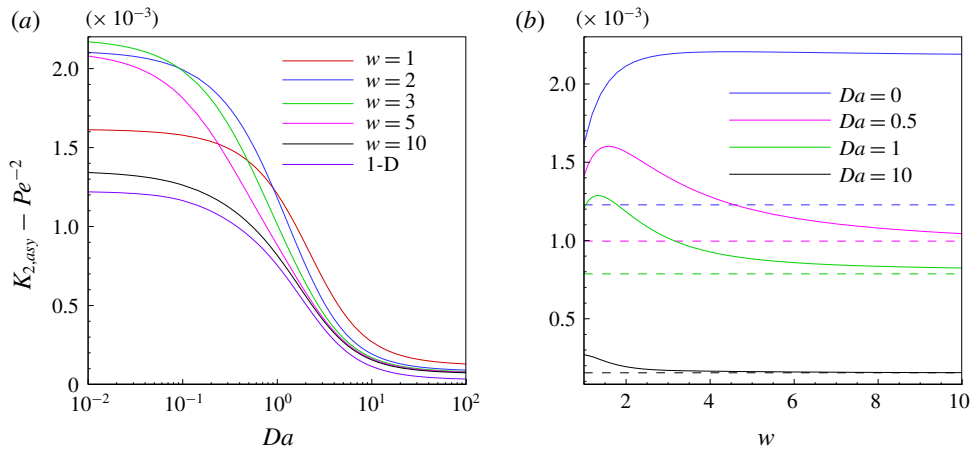 (a) (× 10⁻³) (b) (× 10⁻³)
K₂,asy − Pe⁻²
2.0
1.5
1.0
0.5
0
10⁻² 10⁻¹ 10⁰ 10¹ 10²
Da
w = 1
w = 2
w = 3
w = 5
w = 10
1-D
2.0
1.5
1.0
0.5
2 4 6 8 10
w
Da = 0
Da = 0.5
Da = 1
Da = 10